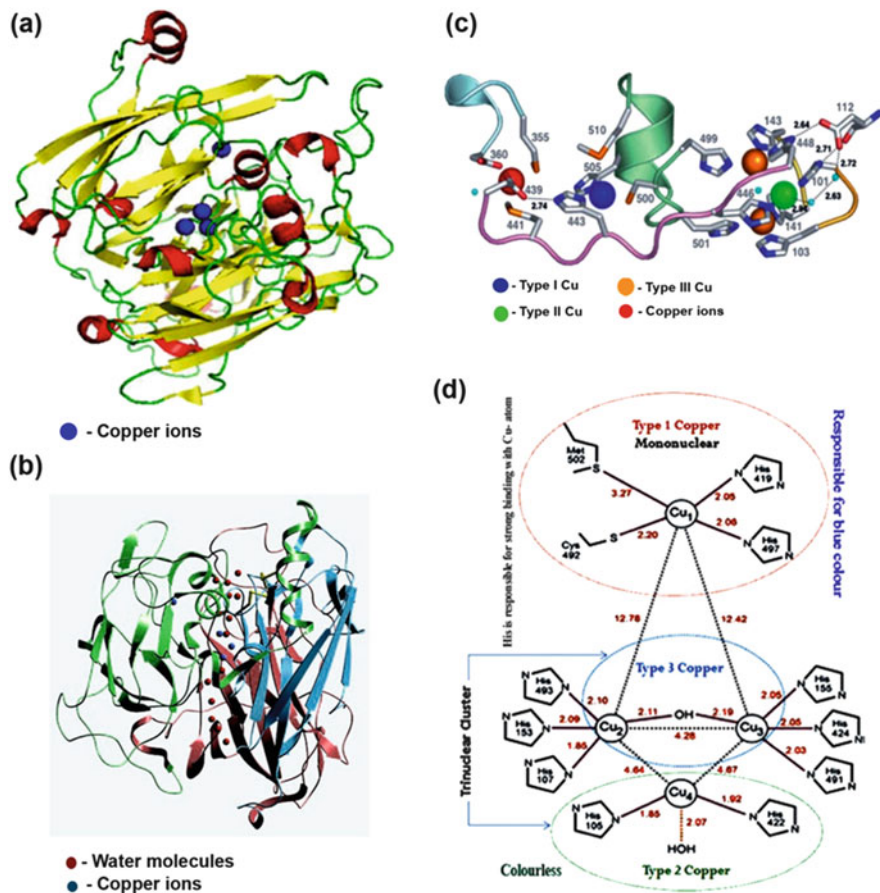 (a)
- Copper ions
(b)
- Water molecules
- Copper ions
(c)
355
360
439
2.74
441
443
505
510
499
500
501
143
2.64
112
448
2.71
2.72
101
446
2.63
141
103
- Type I Cu
- Type III Cu
- Type II Cu
- Copper ions
(d)
His is responsible for strong binding with Cu- atom
Responsible for blue colour
Type 1 Copper
Mononuclear
Met
502
S
3.27
Cu1
2.05
N
His
419
N
Cys
492
S
2.20
2.06
N
His
497
N
12.78
12.42
Trinuclear Cluster
Type 3 Copper
N
His
493
N
2.10
2.11
OH
2.19
2.05
N
His
155
N
N
His
153
N
2.09
Cu2
4.26
Cu3
2.05
N
His
424
N
His
107
N
1.85
2.03
N
His
491
N
4.64
4.67
Cu4
N
His
105
N
1.85
2.07
1.92
N
His
422
N
HOH
Colourless
Type 2 Copper